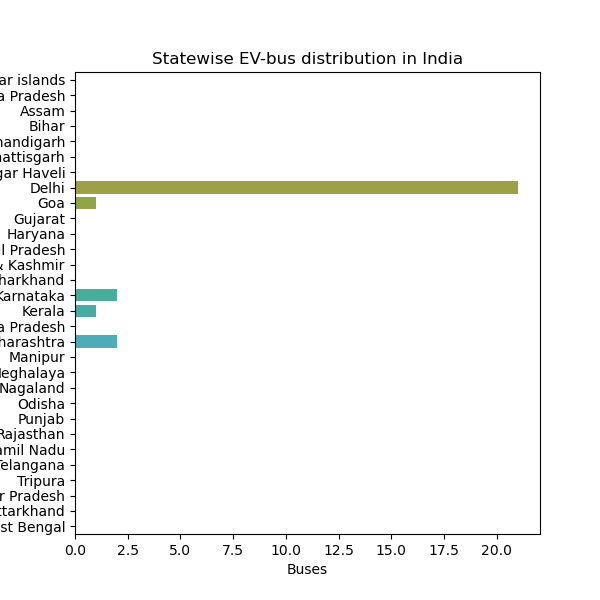 Statewise EV-bus distribution in India
ar islands
a Pradesh
Assam
Bihar
handigarh
hattisgarh
gar Haveli
Delhi
Goa
Gujarat
Haryana
l Pradesh
& Kashmir
harkhand
Karnataka
Kerala
a Pradesh
harashtra
Manipur
Meghalaya
Nagaland
Odisha
Punjab
Rajasthan
amil Nadu
Telangana
Tripura
r Pradesh
ttarkhand
st Bengal
0.0 2.5 5.0 7.5 10.0 12.5 15.0 17.5 20.0
Buses